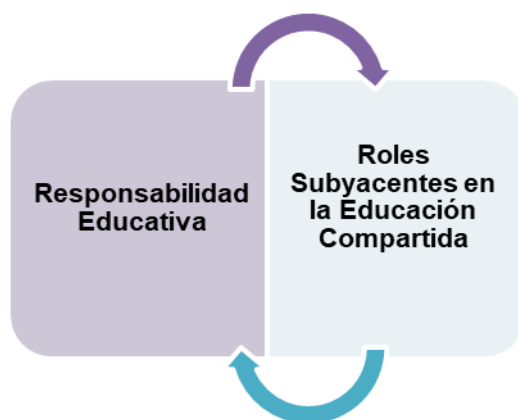 Responsabilidad
Educativa
Roles
Subyacentes en
la Educación
Compartida